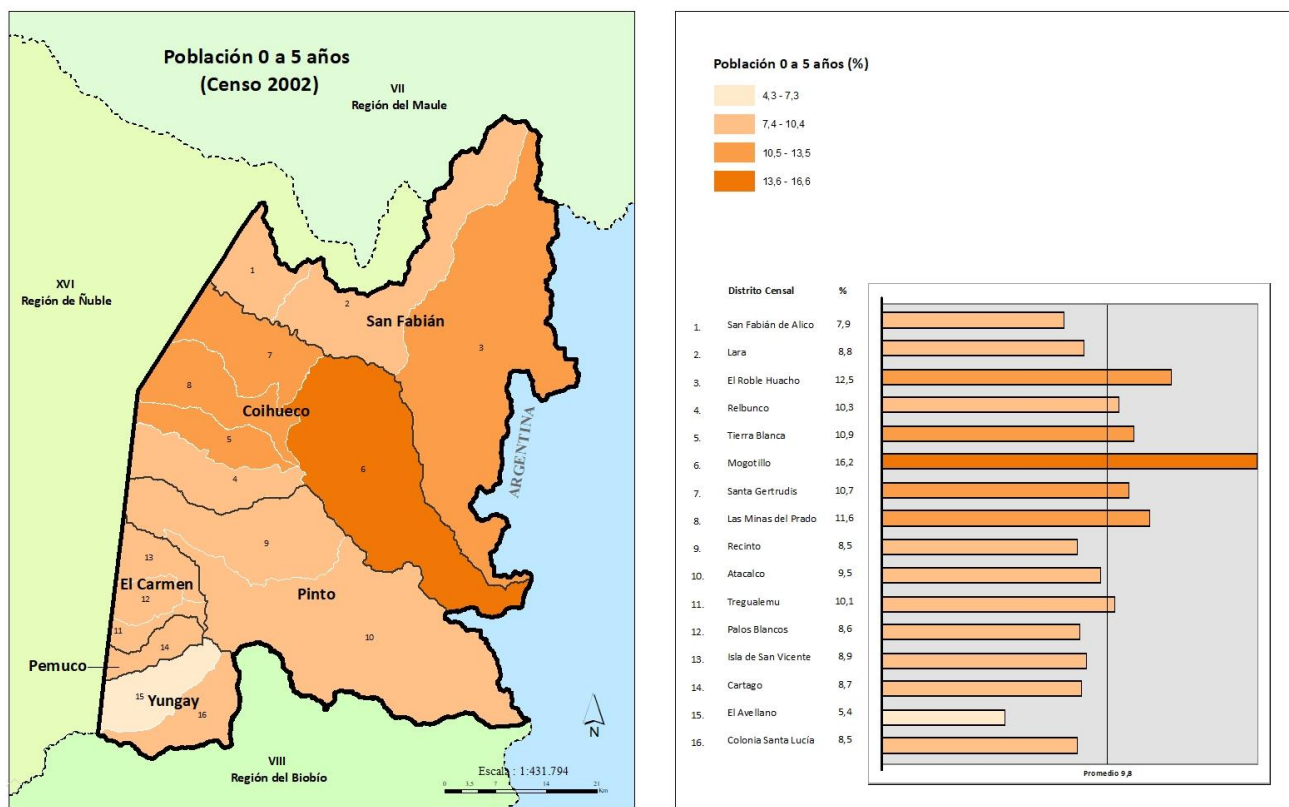 Población 0 a 5 años
(Censo 2002)
VII
Región del Maule
XVI
Región de Ñuble
1
2
San Fabián
3
7
8
Coihueco
5
6
4
ARGENTINA
9
13
El Carmen
12
Pinto
11
10
14
Pemuco
15
Yungay
16
N
VIII
Región del Biobío
Escala : 1:431.794
0 3,5 7 14 21
Km
Población 0 a 5 años (%)
4,3 - 7,3
7,4 - 10,4
10,5 - 13,5
13,6 - 16,6
Distrito Censal %
1. San Fabián de Alico 7,9
2. Lara 8,8
3. El Roble Huacho 12,5
4. Relbunco 10,3
5. Tierra Blanca 10,9
6. Mogotillo 16,2
7. Santa Gertrudis 10,7
8. Las Minas del Prado 11,6
9. Recinto 8,5
10. Atacalco 9,5
11. Tregualemu 10,1
12. Palos Blancos 8,6
13. Isla de San Vicente 8,9
14. Cartago 8,7
15. El Avellano 5,4
16. Colonia Santa Lucía 8,5
Promedio 9,8